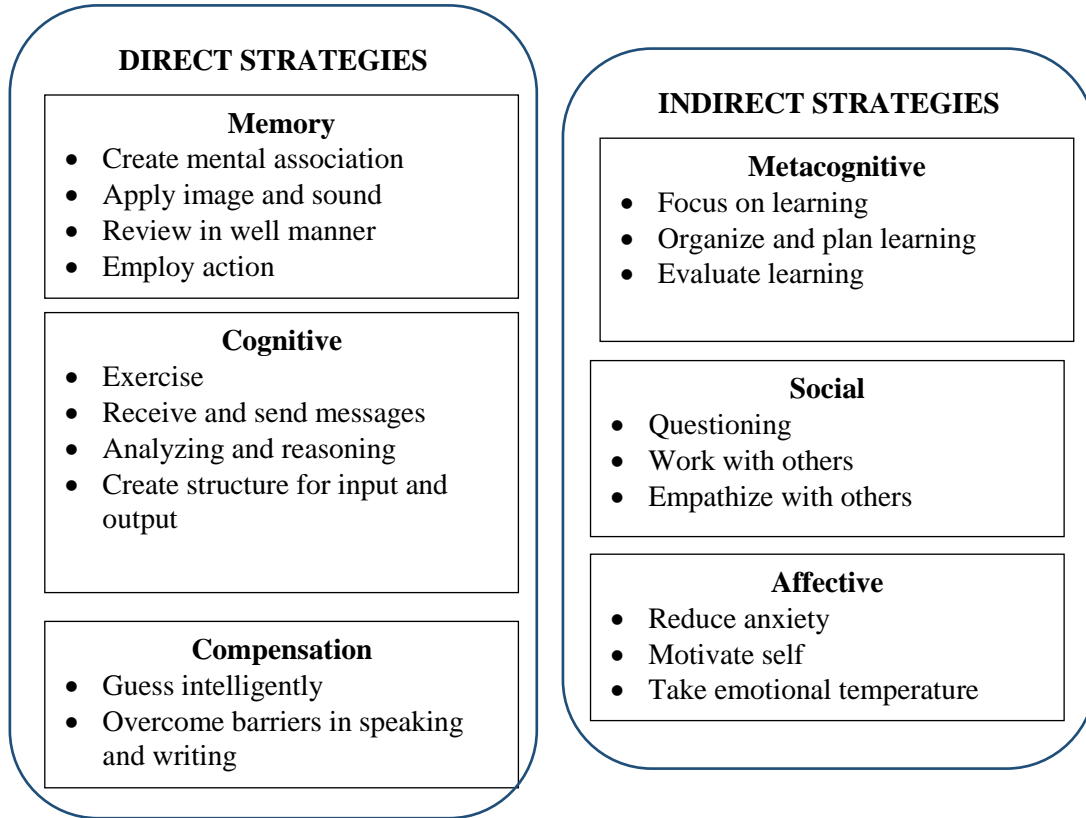 DIRECT STRATEGIES
Memory
• Create mental association
• Apply image and sound
• Review in well manner
• Employ action
Cognitive
• Exercise
• Receive and send messages
• Analyzing and reasoning
• Create structure for input and
output
Compensation
• Guess intelligently
• Overcome barriers in speaking
and writing
INDIRECT STRATEGIES
Metacognitive
• Focus on learning
• Organize and plan learning
• Evaluate learning
Social
• Questioning
• Work with others
• Empathize with others
Affective
• Reduce anxiety
• Motivate self
• Take emotional temperature